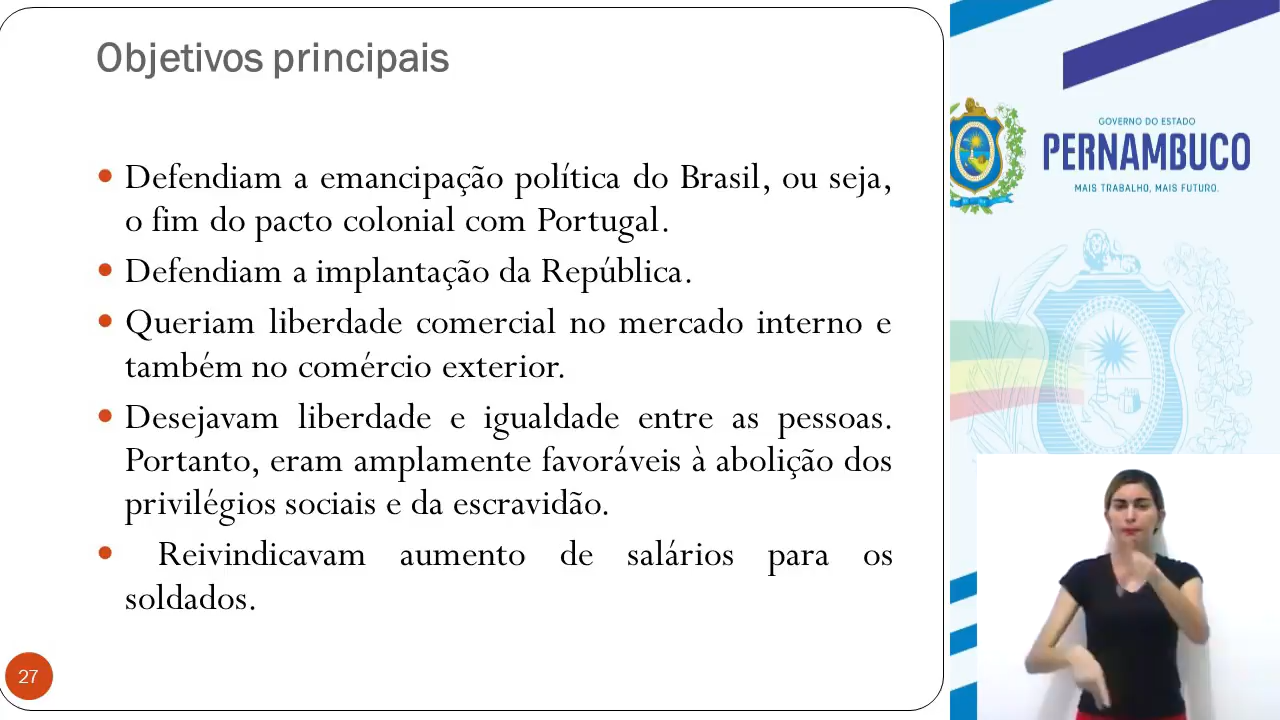 Objetivos principais
• Defendiam a emancipação política do Brasil, ou seja,
o fim do pacto colonial com Portugal.
• Defendiam a implantação da República.
• Queriam liberdade comercial no mercado interno e
também no comércio exterior.
• Desejavam liberdade e igualdade entre as pessoas.
Portanto, eram amplamente favoráveis à abolição dos
privilégios sociais e da escravidão.
• Reivindicavam aumento de salários para os
soldados.
27
GOVERNO DO ESTADO
PERNAMBUCO
MAIS TRABALHO, MAIS FUTURO.